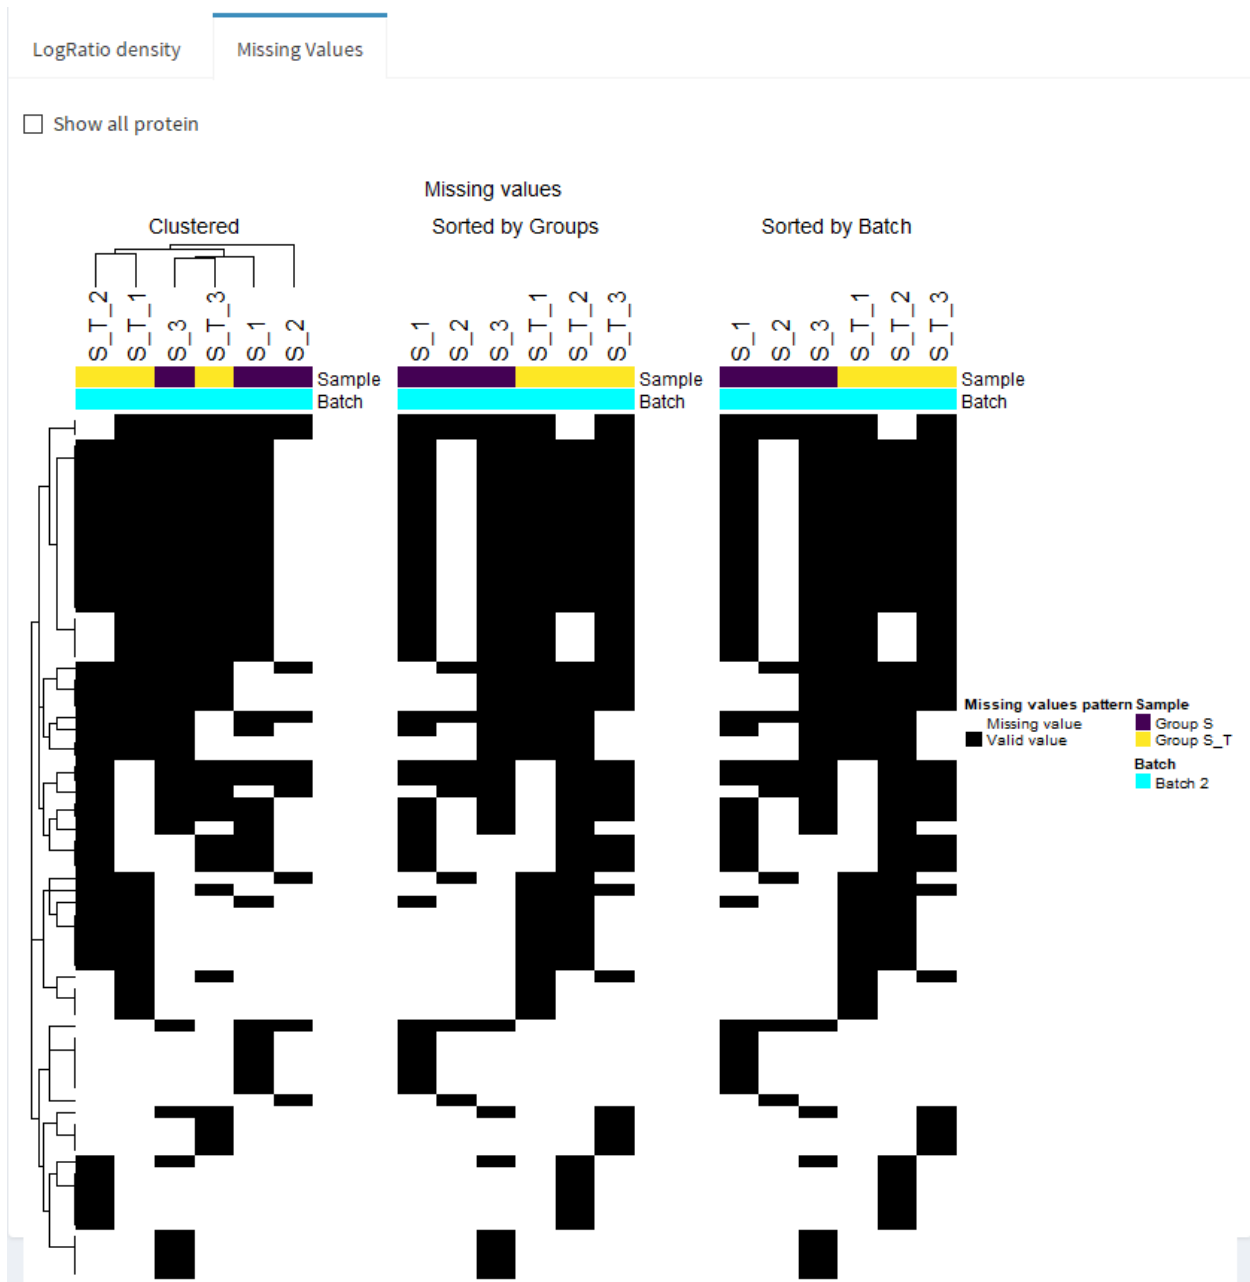 LogRatio density Missing Values
Show all protein
Missing values
Clustered Sorted by Groups Sorted by Batch
S_T_2 S_T_1 S_3 S_T_3 S_1 S_2 S_1 S_2 S_3 S_T_1 S_T_2 S_T_3 S_1 S_2 S_3 S_T_1 S_T_2 S_T_3
Sample Sample Sample
Batch Batch Batch
Missing values pattern Sample
Missing value Group S
Valid value Group S_T
Batch
Batch 2